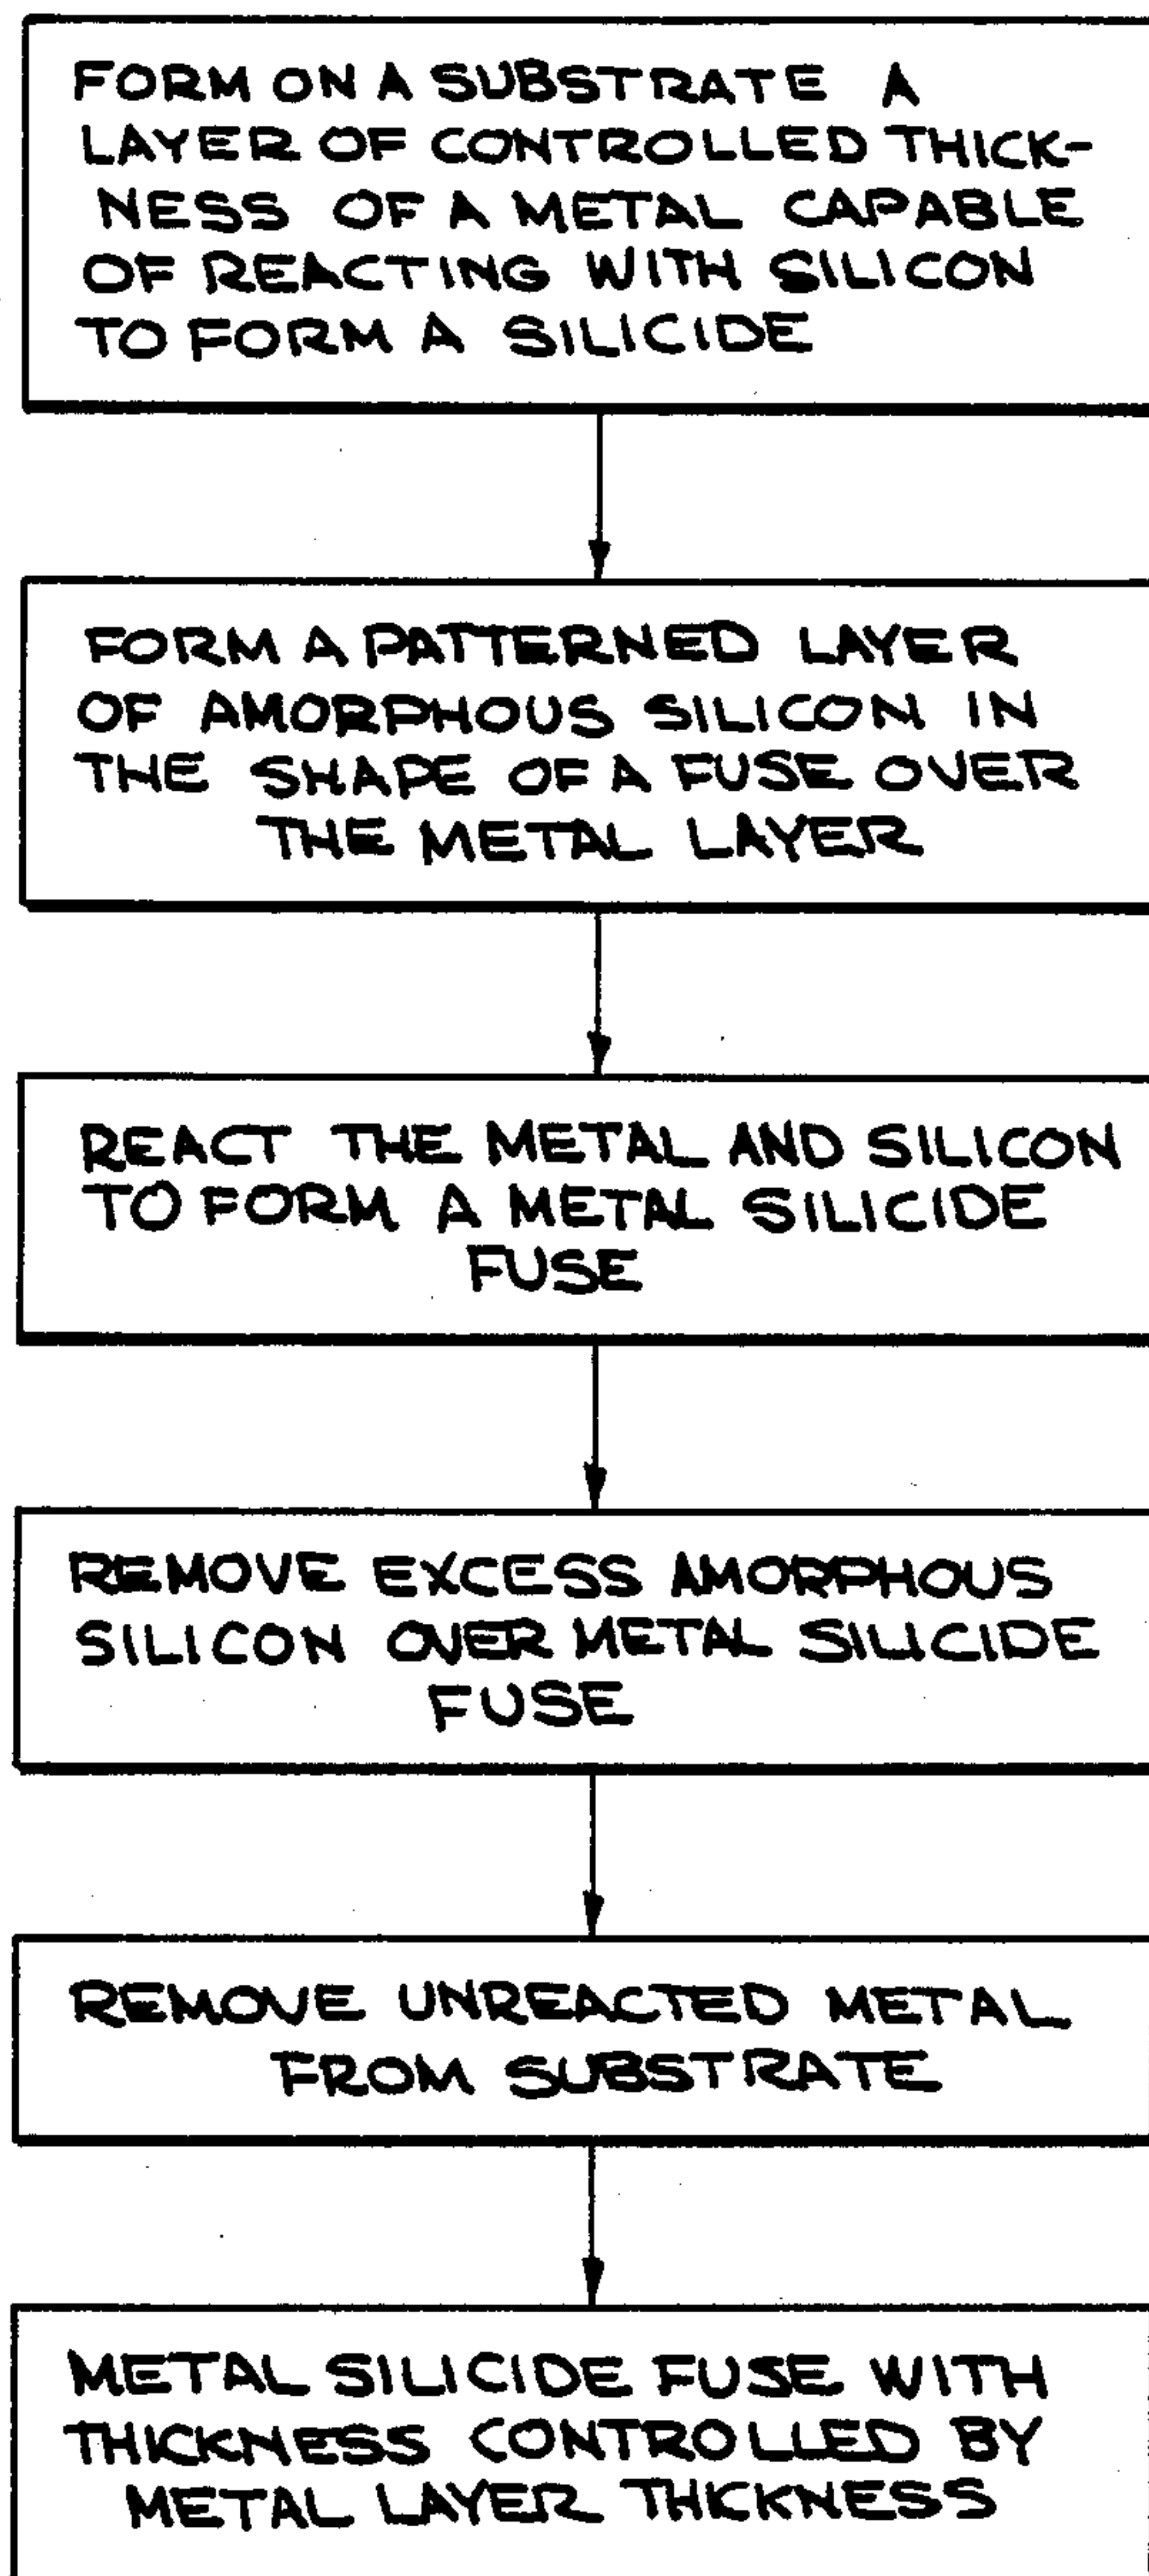 FORM ON A SUBSTRATE A
LAYER OF CONTROLLED THICK-
NESS OF A METAL CAPABLE
OF REACTING WITH SILICON
TO FORM A SILICIDE
FORM A PATTERNED LAYER
OF AMORPHOUS SILICON IN
THE SHAPE OF A FUSE OVER
THE METAL LAYER
REACT THE METAL AND SILICON
TO FORM A METAL SILICIDE
FUSE
REMOVE EXCESS AMORPHOUS
SILICON OVER METAL SILICIDE
FUSE
REMOVE UNREACTED METAL
FROM SUBSTRATE
METAL SILICIDE FUSE WITH
THICKNESS CONTROLLED BY
METAL LAYER THICKNESS